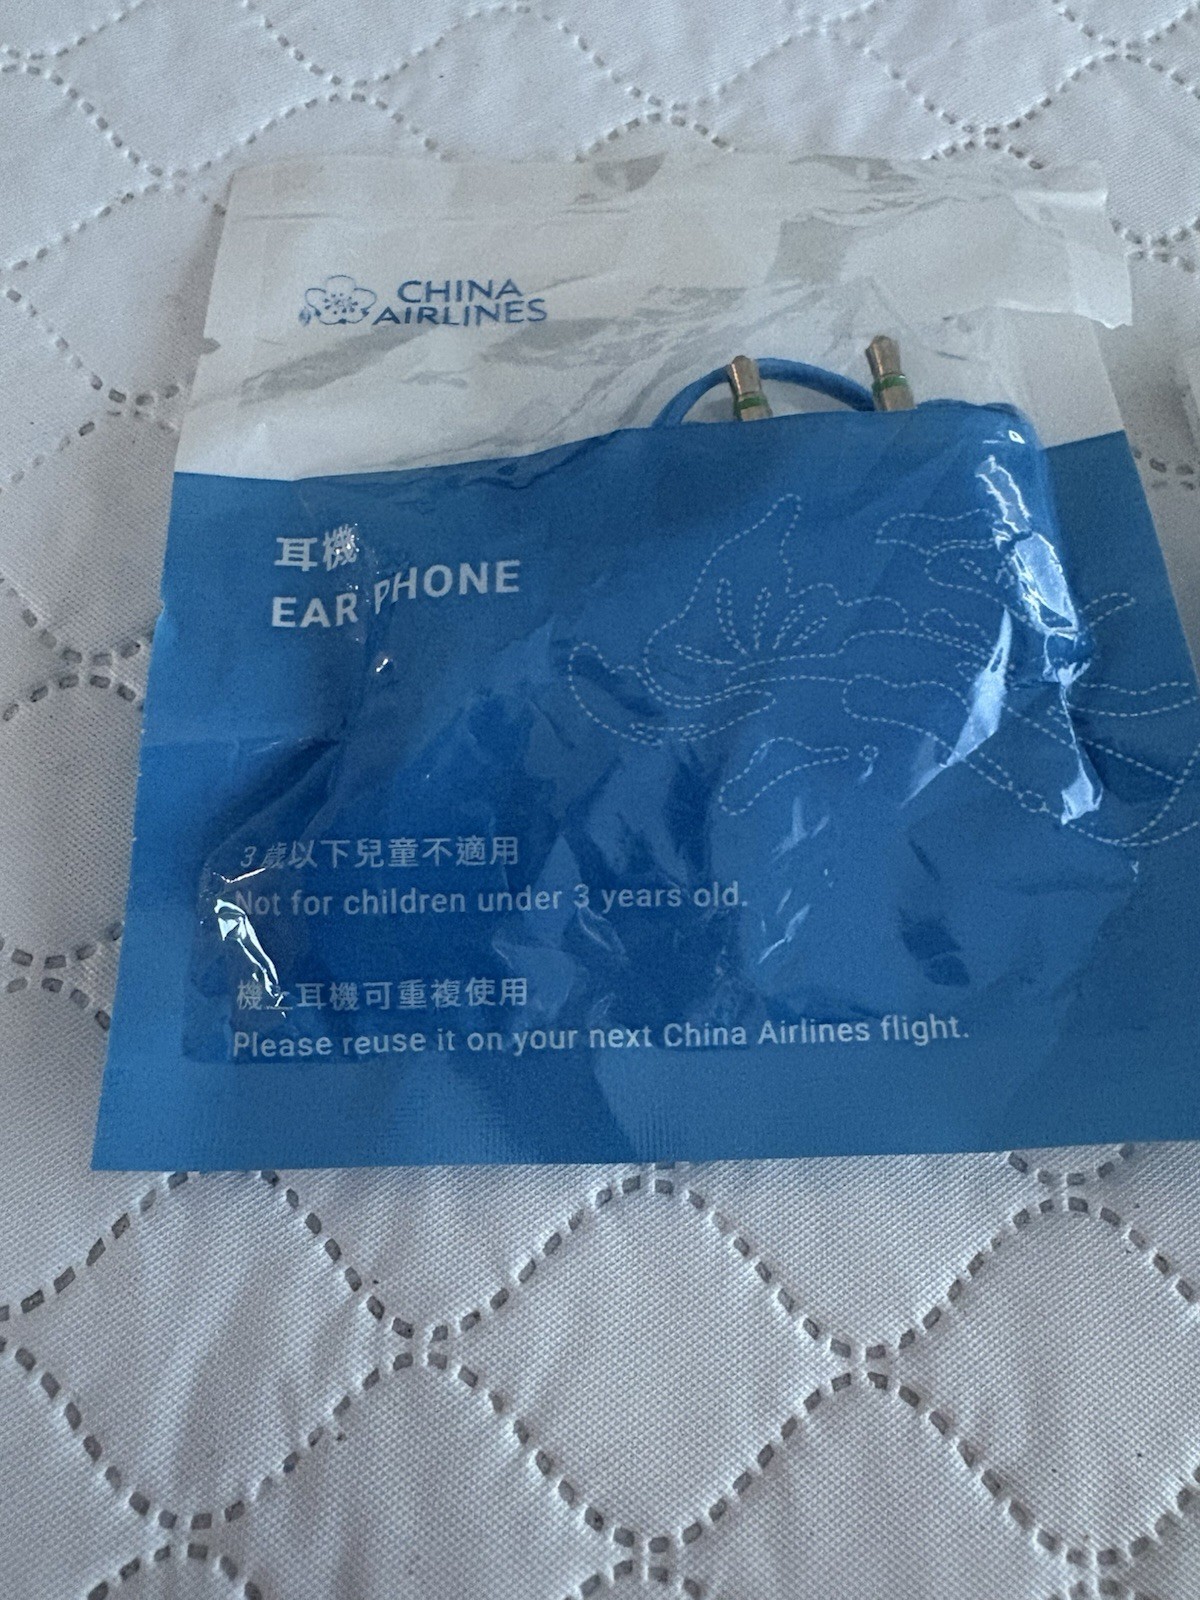 CHINA
AIRLINES
耳機
EAR PHONE
3歲以下兒童不適用
Not for children under 3 years old.
機上耳機可重複使用
Please reuse it on your next China Airlines flight.